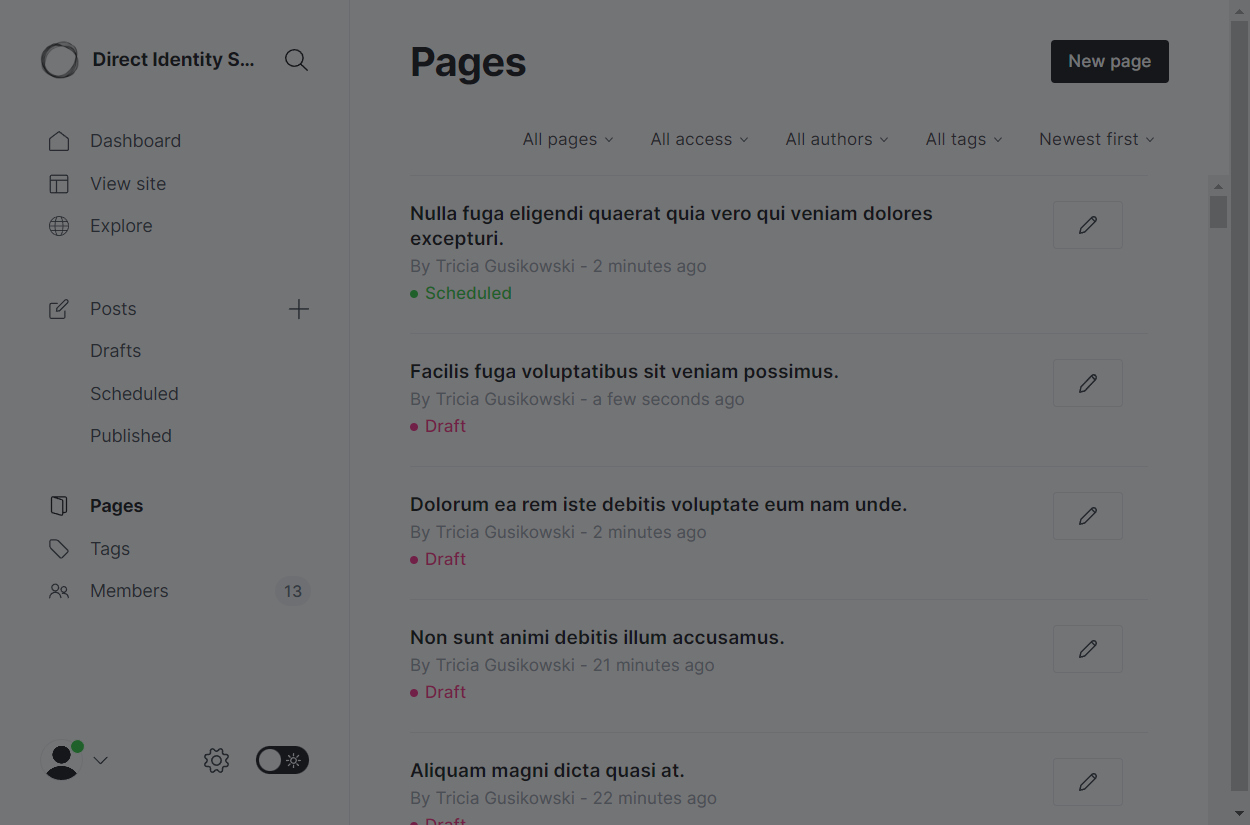 Direct Identity S...
Dashboard
View site
Explore
Posts
Drafts
Scheduled
Published
Pages
Tags
Members 13
Pages
New page
All pages All access All authors All tags Newest first
Nulla fuga eligendi quaerat quia vero qui veniam dolores
excepturi.
By Tricia Gusikowski - 2 minutes ago
Scheduled
Facilis fuga voluptatibus sit veniam possimus.
By Tricia Gusikowski - a few seconds ago
Draft
Dolorum ea rem iste debitis voluptate eum nam unde.
By Tricia Gusikowski - 2 minutes ago
Draft
Non sunt animi debitis illum accusamus.
By Tricia Gusikowski - 21 minutes ago
Draft
Aliquam magni dicta quasi at.
By Tricia Gusikowski - 22 minutes ago
Draft